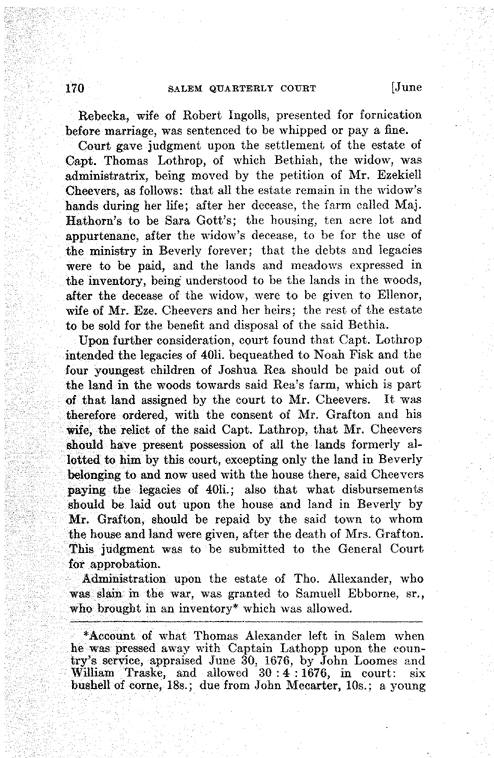 170 SALEM QUARTERLY COURT [June
Rebecka, wife of Robert Ingolls, presented for fornication
before marriage, was sentenced to be whipped or pay a fine.
Court gave judgment upon the settlement of the estate of
Capt. Thomas Lothrop, of which Bethiah, the widow, was
administratrix, being moved by the petition of Mr. Ezekiell
Cheevers, as follows: that all the estate remain in the widow's
hands during her life; after her decease, the farm called Maj.
Hathorn's to be Sara Gott's; the housing, ten acre lot and
appurtenanc, after the widow's decease, to be for the use of
the ministry in Beverly forever; that the debts and legacies
were to be paid, and the lands and meadows expressed in
the inventory, being understood to be the lands in the woods,
after the decease of the widow, were to be given to Ellenor,
wife of Mr. Eze. Cheevers and her heirs; the rest of the estate
to be sold for the benefit and disposal of the said Bethia.
Upon further consideration, court found that Capt. Lothrop
intended the legacies of 40li. bequeathed to Noah Fisk and the
four youngest children of Joshua Rea should be paid out of
the land in the woods towards said Rea's farm, which is part
of that land assigned by the court to Mr. Cheevers. It was
therefore ordered, with the consent of Mr. Grafton and his
wife, the relict of the said Capt. Lathrop, that Mr. Cheevers
should have present possession of all the lands formerly al-
lotted to him by this court, excepting only the land in Beverly
belonging to and now used with the house there, said Cheevers
paying the legacies of 40li.; also that what disbursements
should be laid out upon the house and land in Beverly by
Mr. Grafton, should be repaid by the said town to whom
the house and land were given, after the death of Mrs. Grafton.
This judgment was to be submitted to the General Court
for approbation.
Administration upon the estate of Tho. Allexander, who
was slain in the war, was granted to Samuell Ebborne, sr.,
who brought in an inventory* which was allowed.
*Account of what Thomas Alexander left in Salem when
he was pressed away with Captain Lathopp upon the coun-
try's service, appraised June 30, 1676, by John Loomes and
William Traske, and allowed 30 : 4 : 1676, in court: six
bushell of corne, 18s.; due from John Mecarter, 10s.; a young